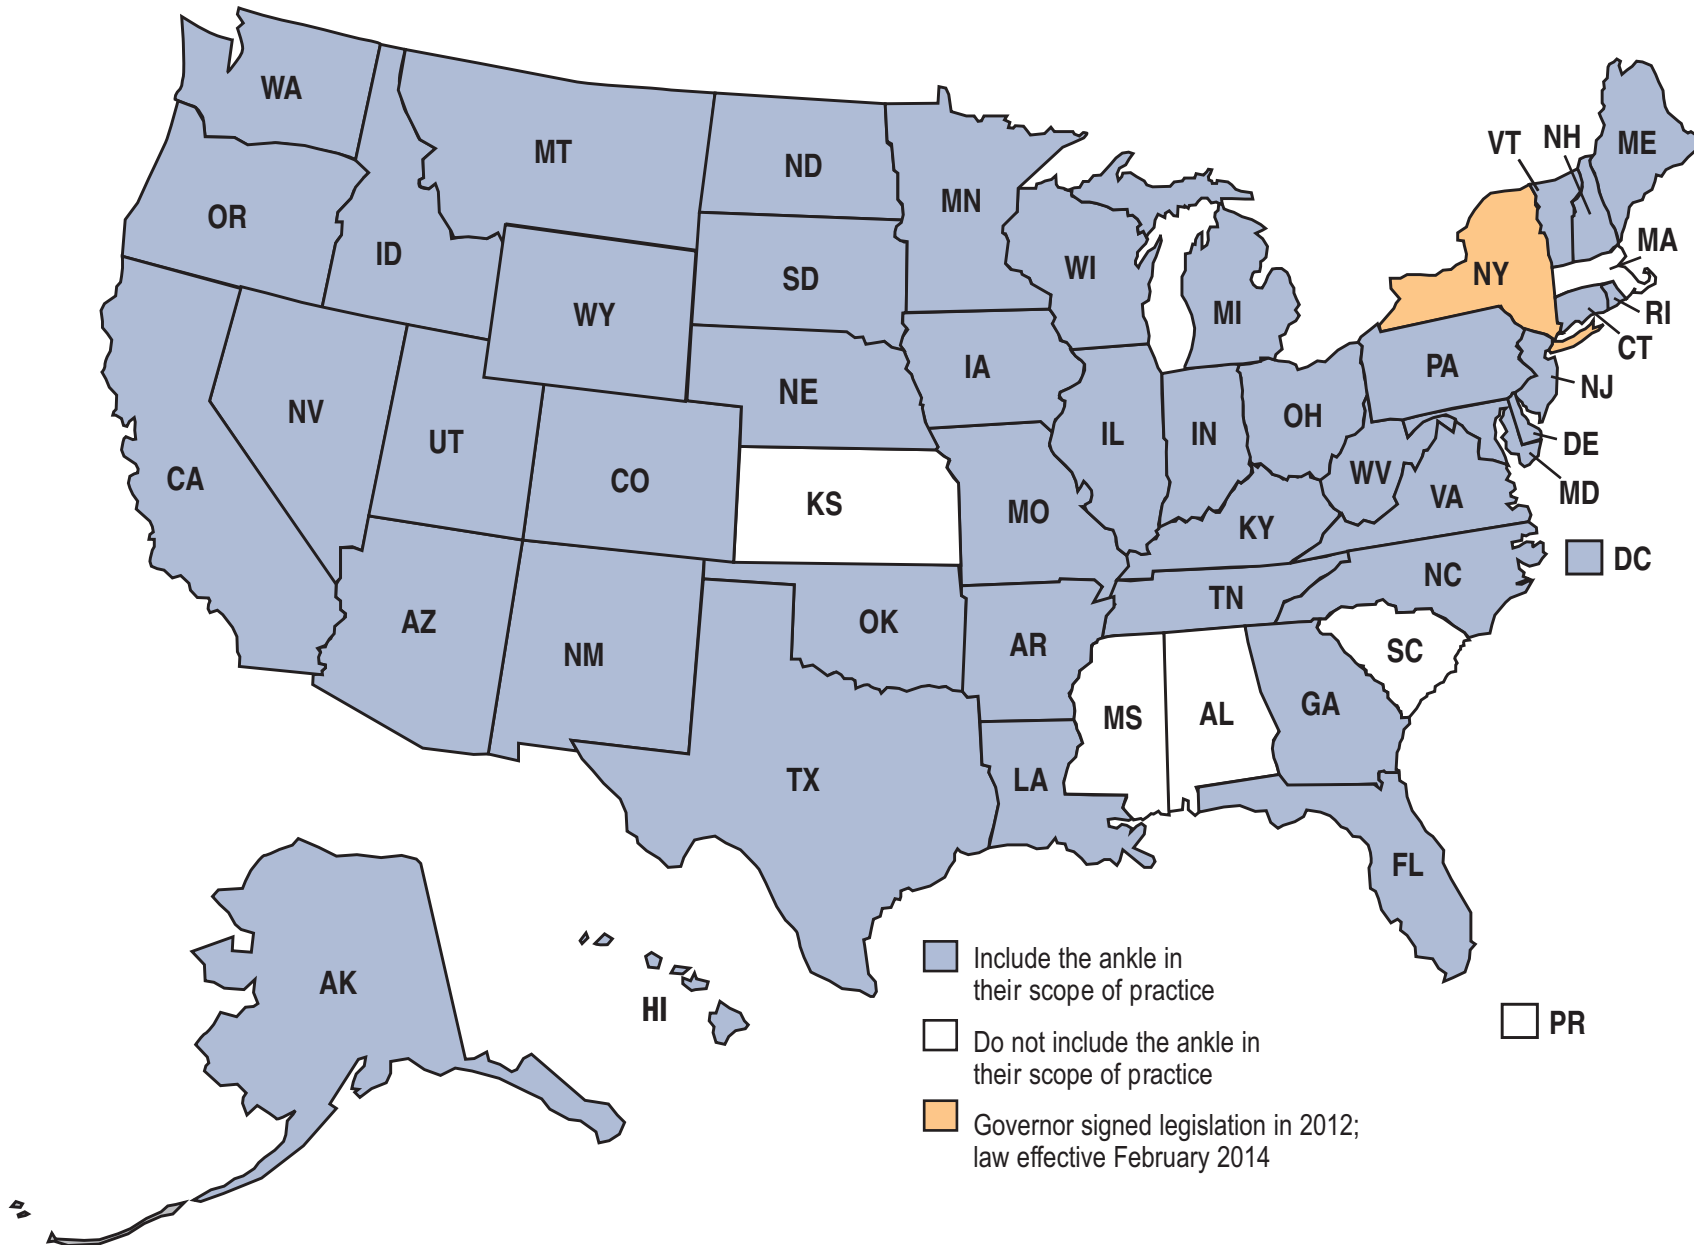 WA
MT
ND
MN
VT
NH
ME
OR
ID
SD
WI
MI
NY
MA
RI
CT
WY
IA
PA
NJ
NV
UT
NE
IL
IN
OH
DE
MD
CA
CO
KS
MO
WV
VA
KY
DC
AZ
NM
OK
AR
TN
NC
SC
MS
AL
GA
TX
LA
FL
AK
HI
Include the ankle in
their scope of practice
Do not include the ankle in
their scope of practice
Governor signed legislation in 2012;
law effective February 2014
PR